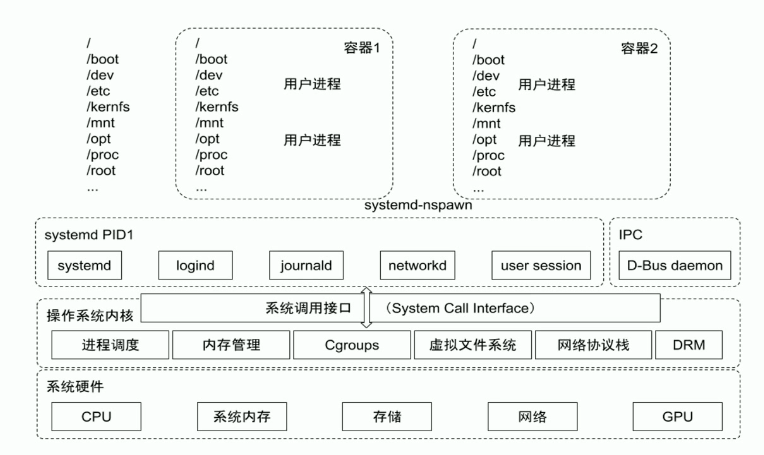 /
/boot
/dev
/etc
/kernfs
/mnt
/opt
/proc
/root
...
容器1
/
/boot
/dev
/etc
/kernfs
/mnt
/opt
/proc
/root
...
用户进程
用户进程
容器2
/
/boot
/dev
/etc
/kernfs
/mnt
/opt
/proc
/root
...
用户进程
用户进程
systemd-nspawn
systemd PID1
systemd
logind
journald
networkd
user session
IPC
D-Bus daemon
系统调用接口 （System Call Interface）
操作系统内核
进程调度
内存管理
Cgroups
虚拟文件系统
网络协议栈
DRM
系统硬件
CPU
系统内存
存储
网络
GPU